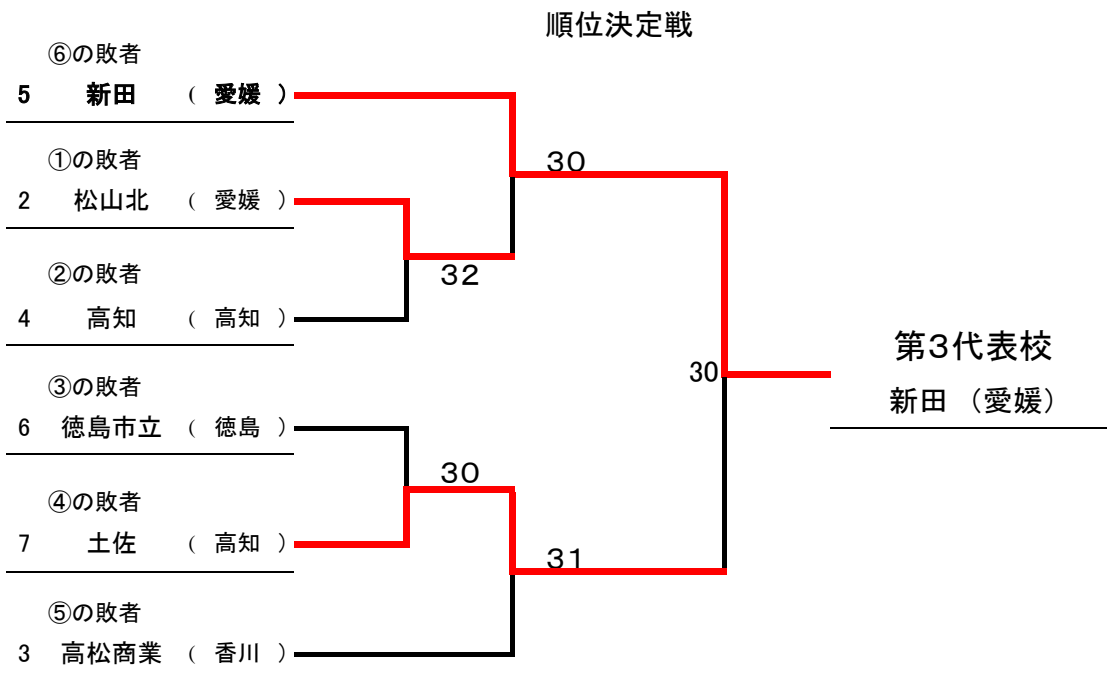 順位決定戦
⑥の敗者
5 新田 ( 愛媛 )
①の敗者
30
2 松山北 ( 愛媛 )
②の敗者
32
4 高知 ( 高知 )
第3代表校
30
③の敗者
新田 （愛媛）
6 徳島市立 ( 徳島 )
30
④の敗者
7 土佐 ( 高知 )
31
⑤の敗者
3 高松商業 ( 香川 )